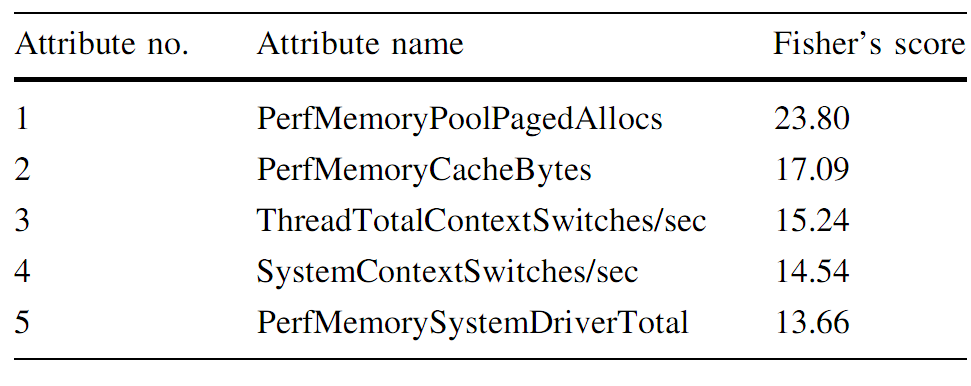 Attribute no. Attribute name Fisher's score
1 PerfMemoryPoolPagedAllocs 23.80
2 PerfMemoryCacheBytes 17.09
3 ThreadTotalContextSwitches/sec 15.24
4 SystemContextSwitches/sec 14.54
5 PerfMemorySystemDriverTotal 13.66